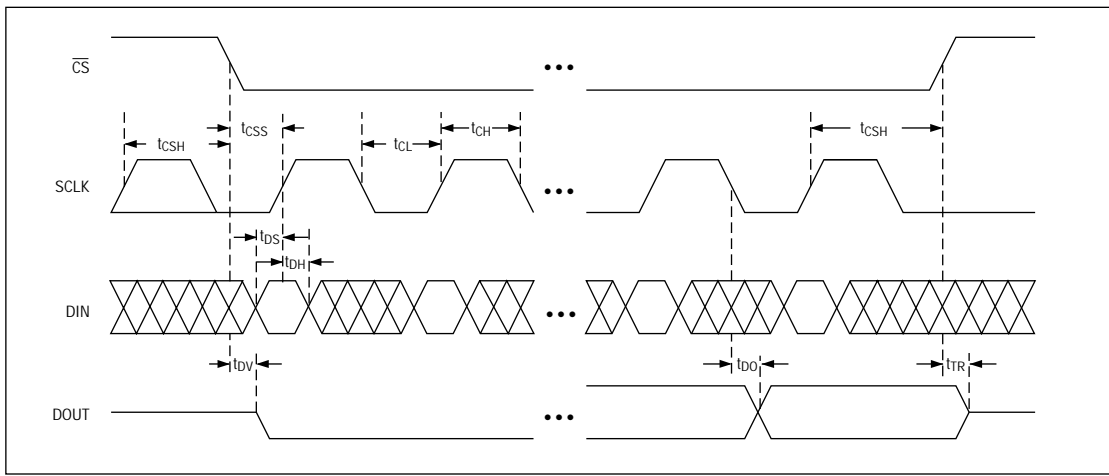 CS
•••
tCSH
tCSS
tCL
tCH
tCSH
SCLK
•••
tDS
tDH
DIN
•••
tDV
tDO
tTR
DOUT
•••